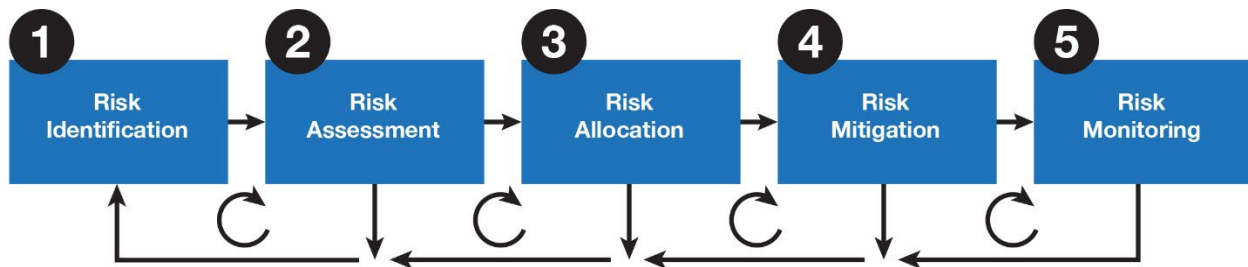 1
2
3
4
5
Risk
Identification
Risk
Assessment
Risk
Allocation
Risk
Mitigation
Risk
Monitoring